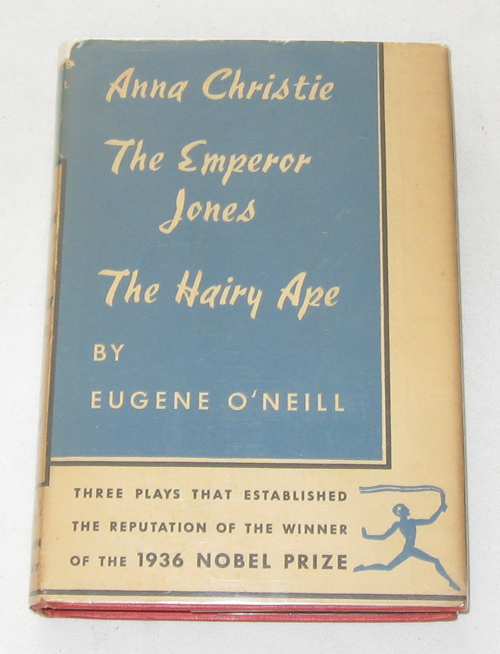 Anna Christie
The Emperor
Jones
The Hairy Ape
BY
EUGENE O'NEILL
THREE PLAYS THAT ESTABLISHED
THE REPUTATION OF THE WINNER
OF THE 1936 NOBEL PRIZE